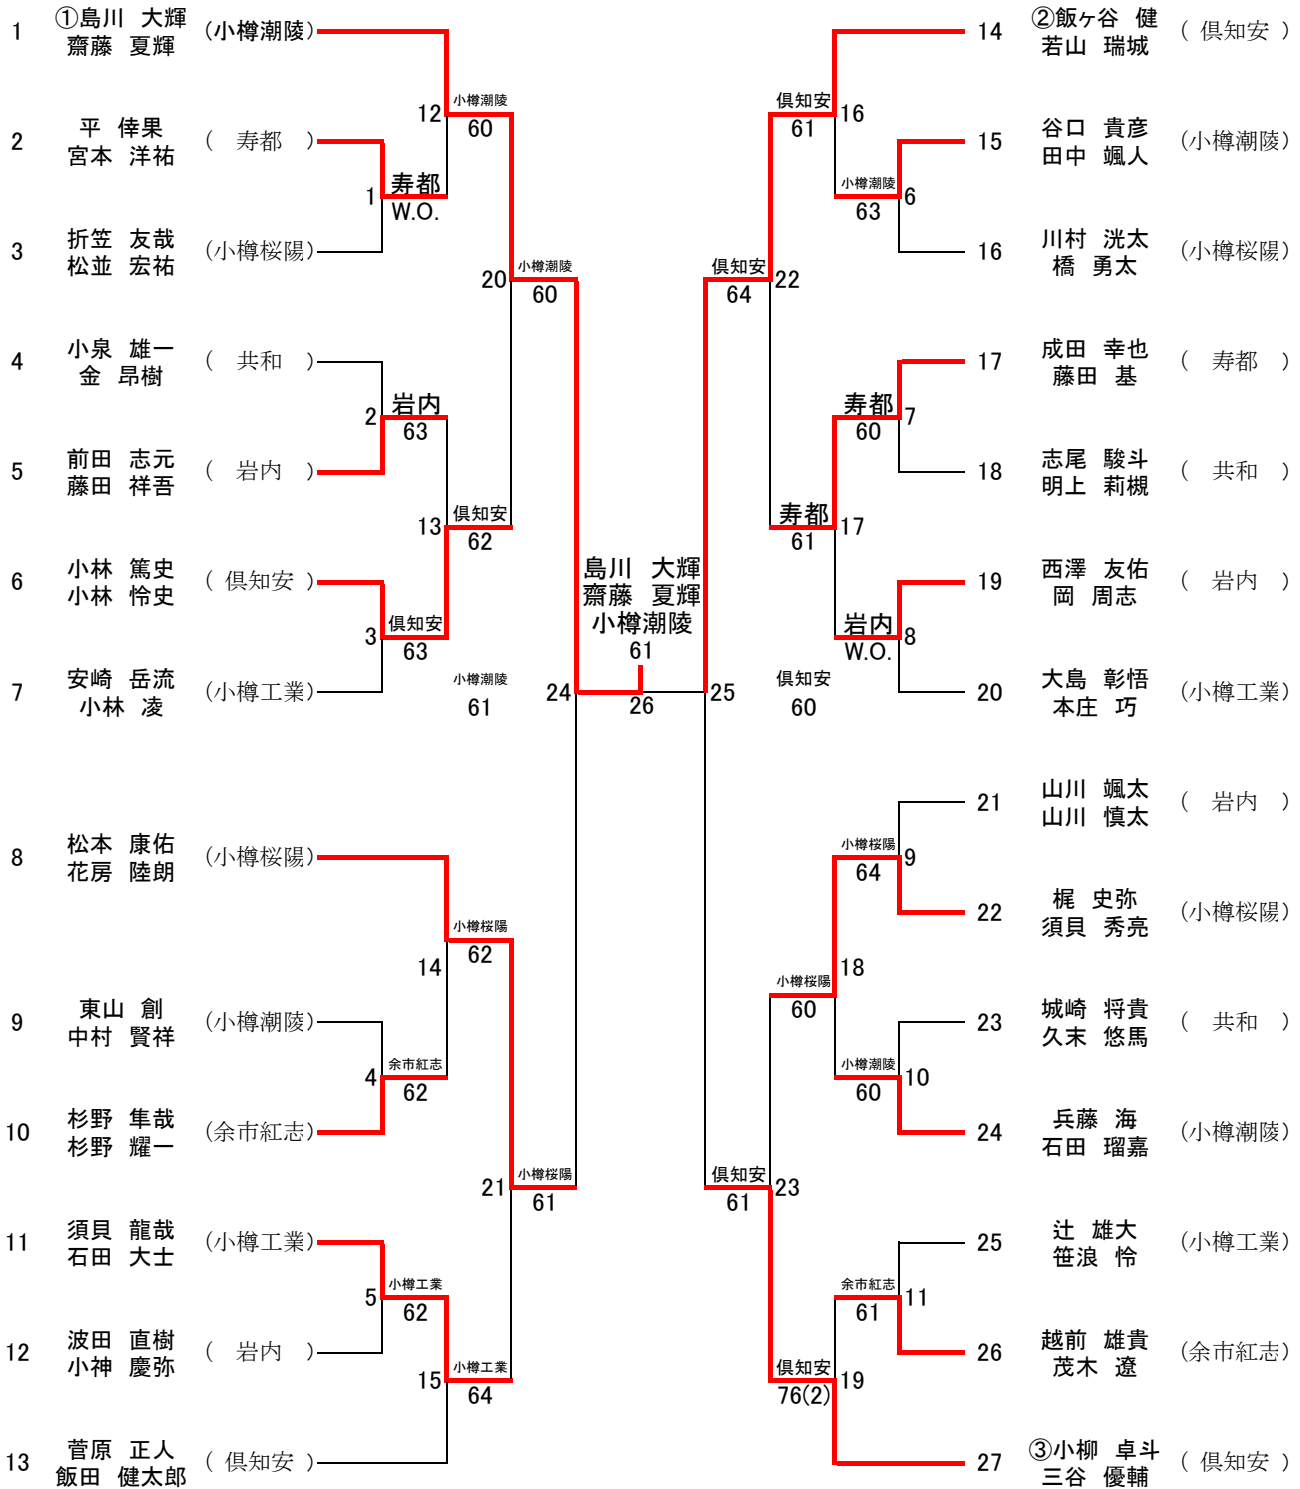 1 ①島川 大輝 (小樽潮陵)
齋藤 夏輝
2 平 倖果 ( 寿都 )
宮本 洋祐
3 折笠 友哉 (小樽桜陽)
松並 宏祐
4 小泉 雄一 ( 共和 )
金 昂樹
5 前田 志元 ( 岩内 )
藤田 祥吾
6 小林 篤史 ( 倶知安 )
小林 怜史
7 安崎 岳流 (小樽工業)
小林 凌
8 松本 康佑 (小樽桜陽)
花房 陸朗
9 東山 創 (小樽潮陵)
中村 賢祥
10 杉野 隼哉 (余市紅志)
杉野 耀一
11 須貝 龍哉 (小樽工業)
石田 大士
12 波田 直樹 ( 岩内 )
小神 慶弥
13 菅原 正人 ( 倶知安 )
飯田 健太郎
1 寿都
W.O.
2 岩内
63
3 倶知安
63
4 余市紅志
62
5 小樽工業
62
12 小樽潮陵
60
13 倶知安
62
14 小樽桜陽
62
15 小樽工業
64
20 小樽潮陵
60
21 小樽桜陽
61
小樽潮陵
61
24
島川 大輝
齋藤 夏輝
小樽潮陵
61
26
25
倶知安
60
倶知安 22
64
倶知安 23
61
倶知安 16
61
寿都 17
61
小樽桜陽 18
60
倶知安 19
76(2)
小樽潮陵 6
63
寿都 7
60
岩内 8
W.O.
小樽桜陽 9
64
小樽潮陵 10
60
余市紅志 11
61
14 ②飯ヶ谷 健 ( 倶知安 )
若山 瑞城
15 谷口 貴彦 (小樽潮陵)
田中 颯人
16 川村 洸太 (小樽桜陽)
橋 勇太
17 成田 幸也 ( 寿都 )
藤田 基
18 志尾 駿斗 ( 共和 )
明上 莉槻
19 西澤 友佑 ( 岩内 )
岡 周志
20 大島 彰悟 (小樽工業)
本庄 巧
21 山川 颯太 ( 岩内 )
山川 慎太
22 梶 史弥 (小樽桜陽)
須貝 秀亮
23 城崎 将貴 ( 共和 )
久末 悠馬
24 兵藤 海 (小樽潮陵)
石田 瑠嘉
25 辻 雄大 (小樽工業)
笹浪 怜
26 越前 雄貴 (余市紅志)
茂木 遼
27 ③小柳 卓斗 ( 倶知安 )
三谷 優輔